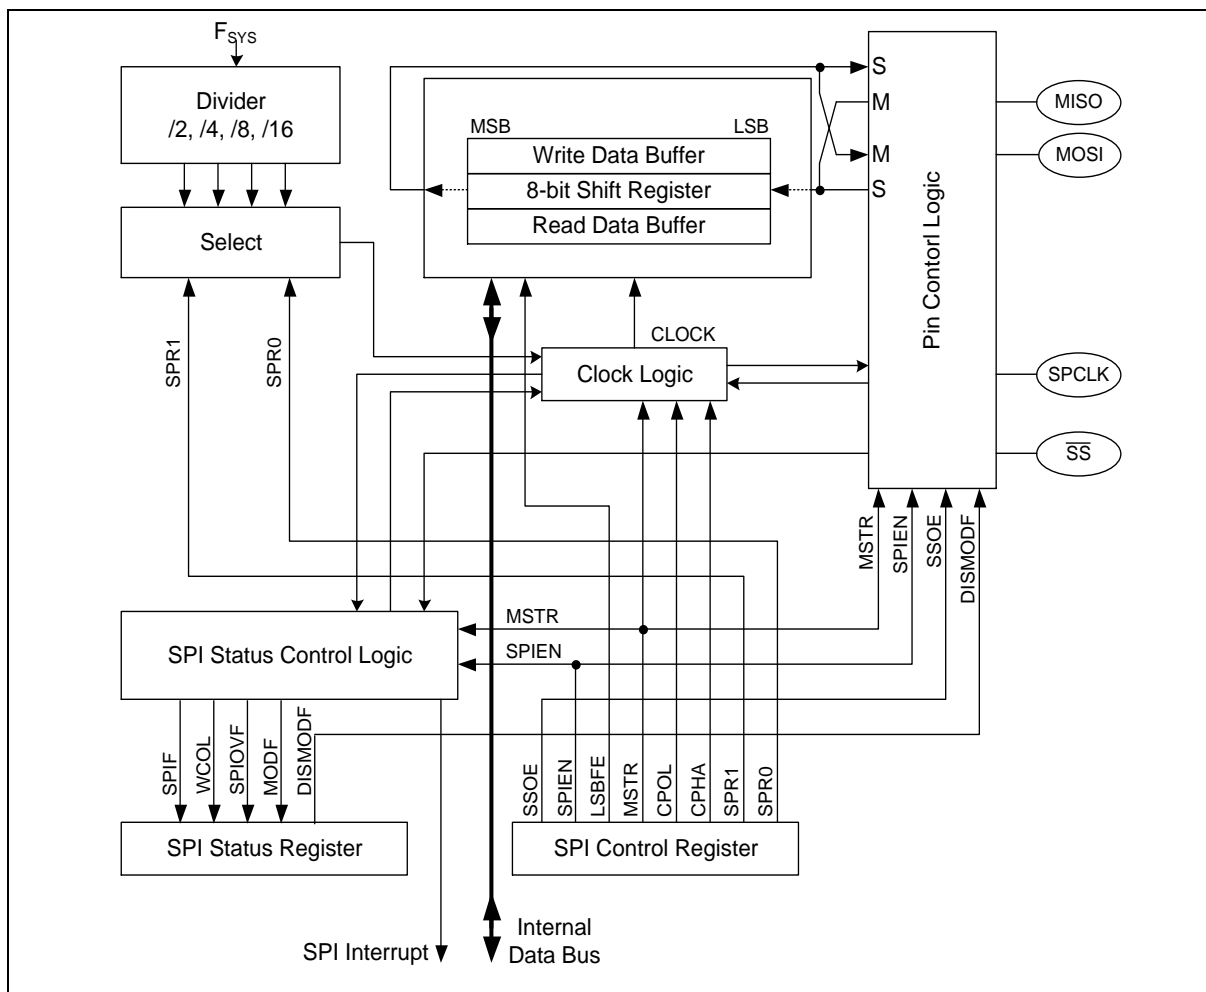 FSYS
Divider
/2, /4, /8, /16
Select
SPR1
SPR0
MSB
LSB
Write Data Buffer
8-bit Shift Register
Read Data Buffer
CLOCK
Clock Logic
S
M
M
S
Pin Contorl Logic
MISO
MOSI
SPCLK
SS
MSTR
SPIEN
SSOE
DISMODF
MSTR
SPIEN
SPI Status Control Logic
SPIF
WCOL
SPIOVF
MODF
DISMODF
SPI Status Register
SSOE
SPIEN
LSBFE
MSTR
CPOL
CPHA
SPR1
SPR0
SPI Control Register
SPI Interrupt
Internal
Data Bus